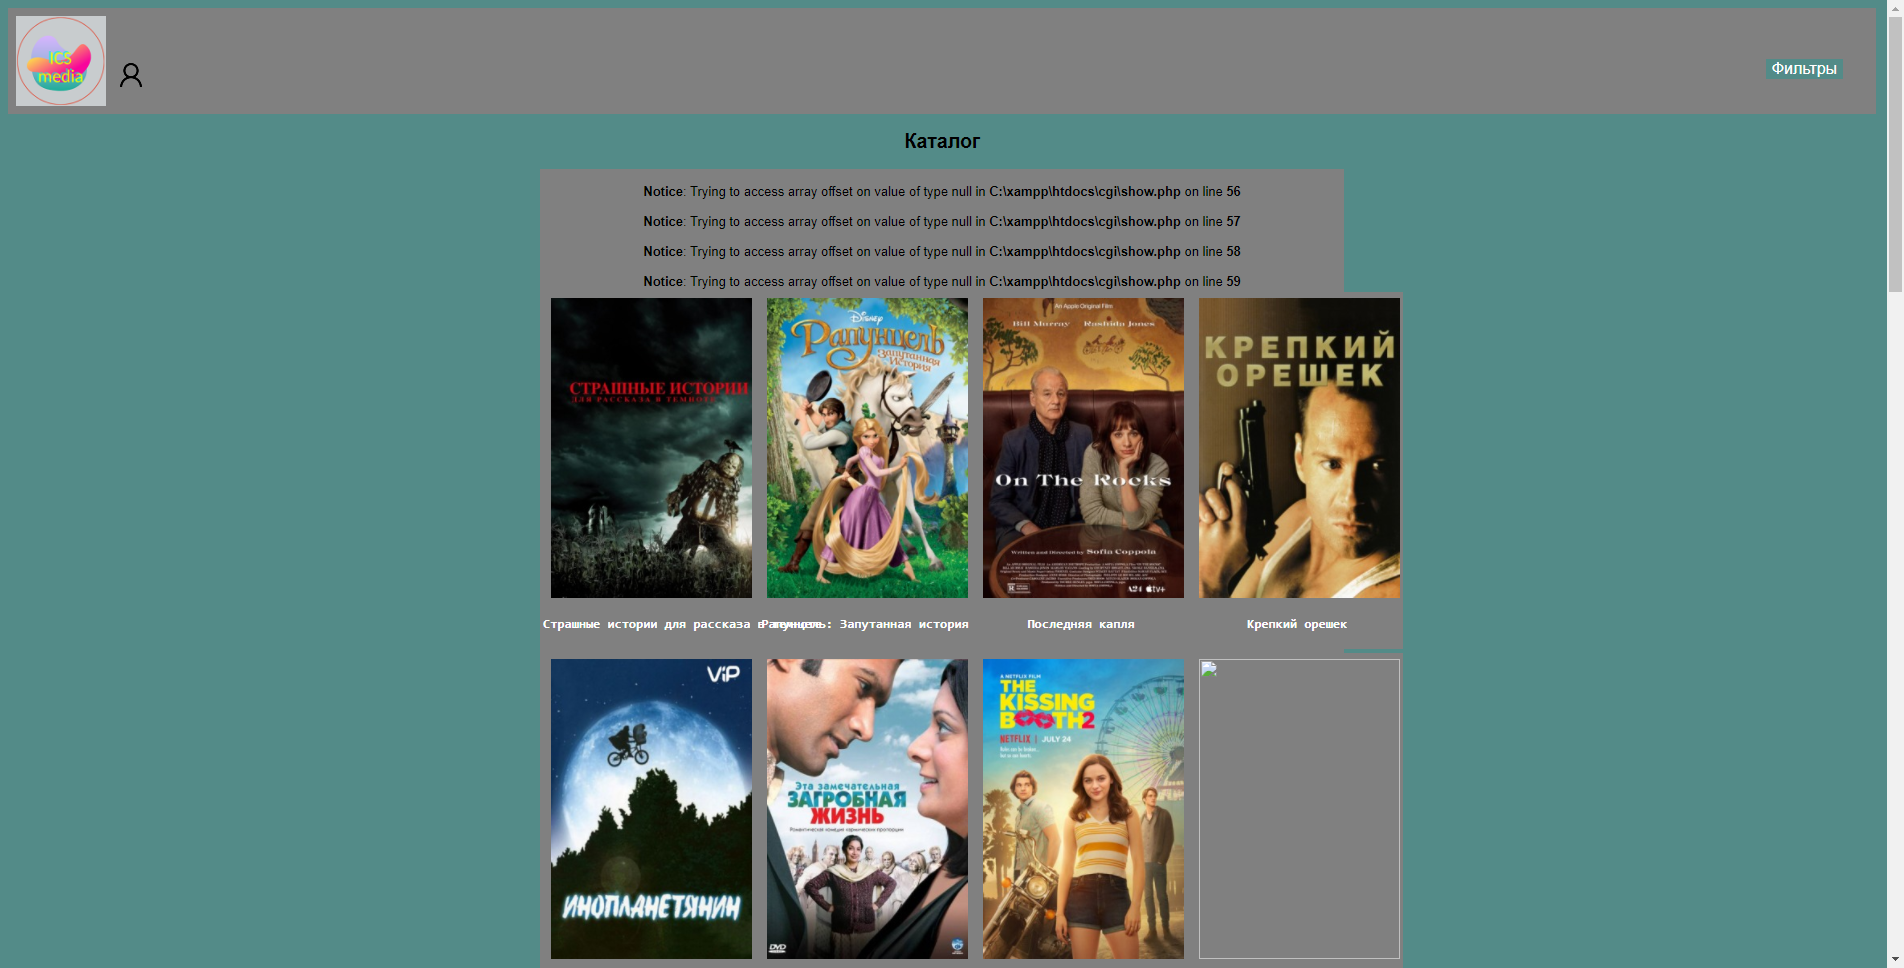 ICS
media
Фильтры
Каталог
Notice: Trying to access array offset on value of type null in C:\xampp\htdocs\cgi\show.php on line 56
Notice: Trying to access array offset on value of type null in C:\xampp\htdocs\cgi\show.php on line 57
Notice: Trying to access array offset on value of type null in C:\xampp\htdocs\cgi\show.php on line 58
Notice: Trying to access array offset on value of type null in C:\xampp\htdocs\cgi\show.php on line 59
СТРАШНЫЕ ИСТОРИИ
ДЛЯ РАССКАЗА В ТЕМНОТЕ
Disney
Рапунцель
Запутанная
История
An Apple Original Film
Bill Murray Rashida Jones
On The Rocks
Written and Directed by Sofia Coppola
A24 tv+
КРЕПКИЙ
ОРЕШЕК
Страшные истории для рассказа в темноте
Рапунцель: Запутанная история
Последняя капля
Крепкий орешек
ViP
ИНОПЛАНЕТЯНИН
Эта замечательная
ЗАГРОБНАЯ
ЖИЗНЬ
Романтическая комедия кармических пропорций
DVD
A NETFLIX FILM
THE
KISSING
BOOTH 2
NETFLIX | JULY 24